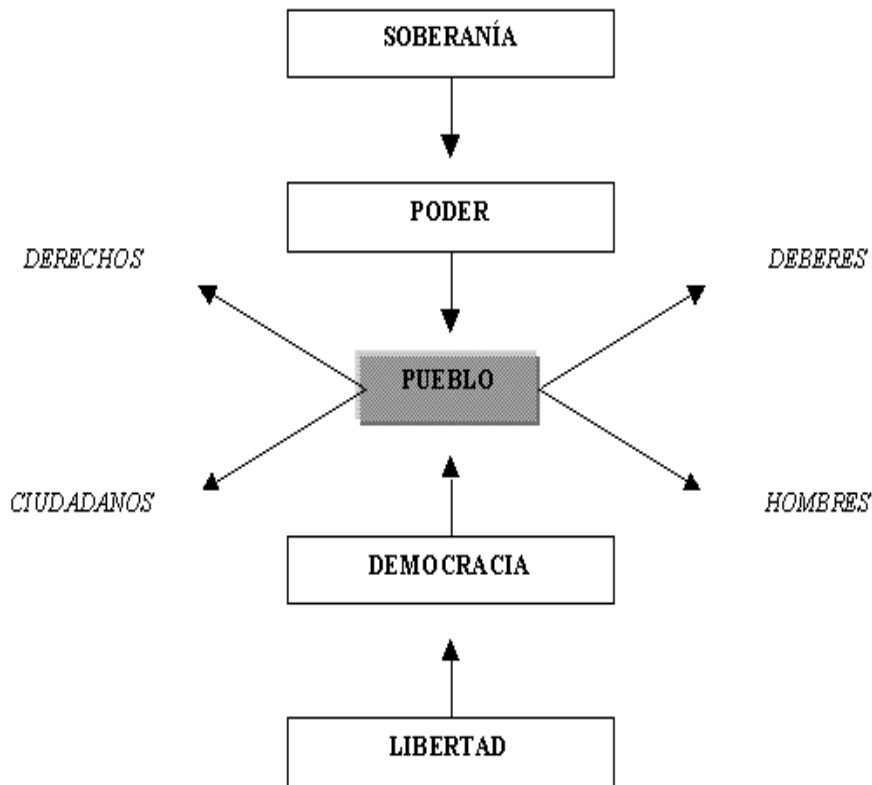 SOBERANÍA
PODER
DERECHOS
DEBERES
PUEBLO
CIUDADANOS
HOMBRES
DEMOCRACIA
LIBERTAD